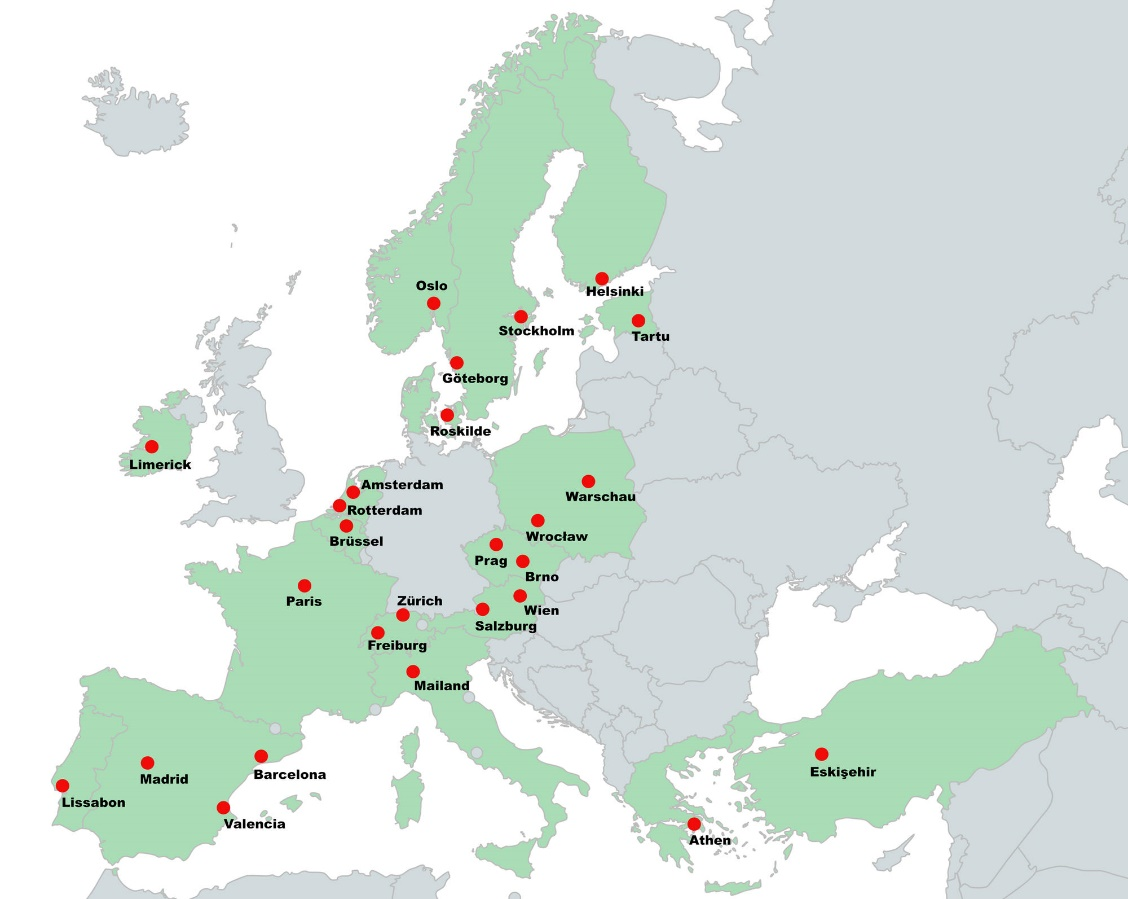 Oslo
Helsinki
Stockholm
Tartu
Göteborg
Roskilde
Limerick
Amsterdam
Warschau
Rotterdam
Wrocław
Brüssel
Prag
Brno
Paris
Zürich
Wien
Salzburg
Freiburg
Mailand
Eskişehir
Barcelona
Madrid
Lissabon
Valencia
Athen